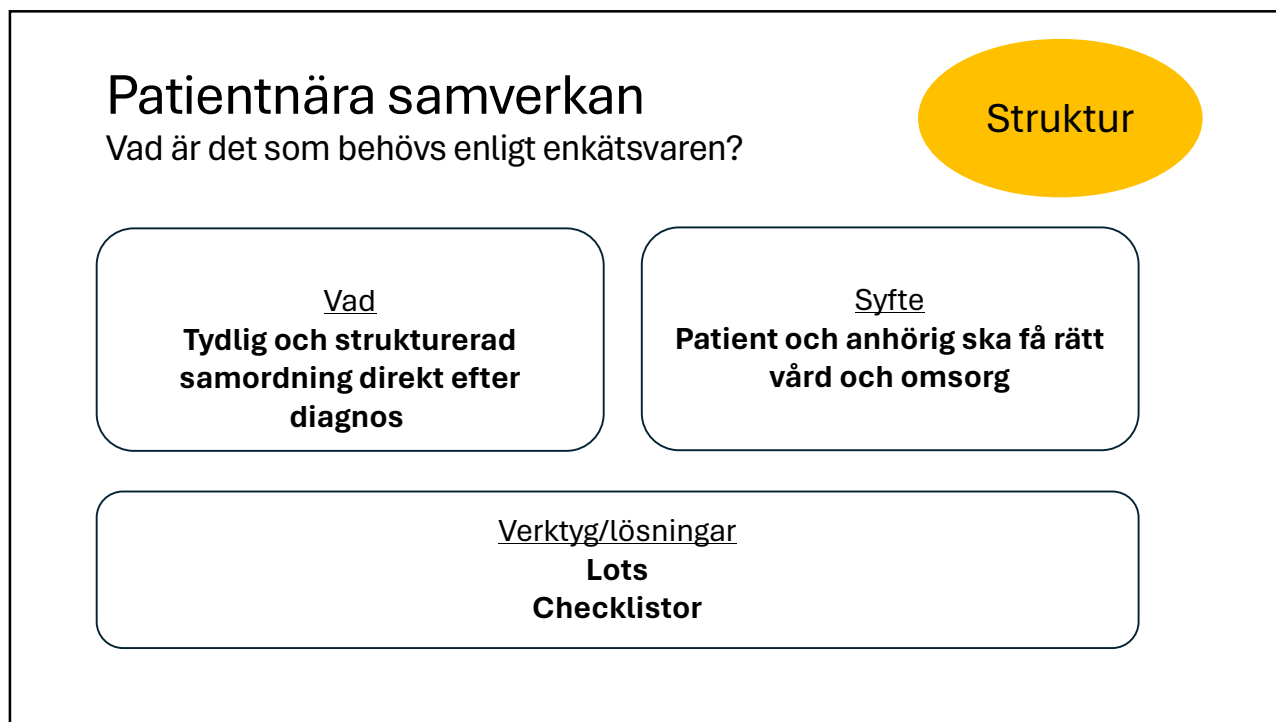 Patientnära samverkan
Vad är det som behövs enligt enkätsvaren?
Struktur
Vad
Tydlig och strukturerad
samordning direkt efter
diagnos
Syfte
Patient och anhörig ska få rätt
vård och omsorg
Verktyg/lösningar
Lots
Checklistor